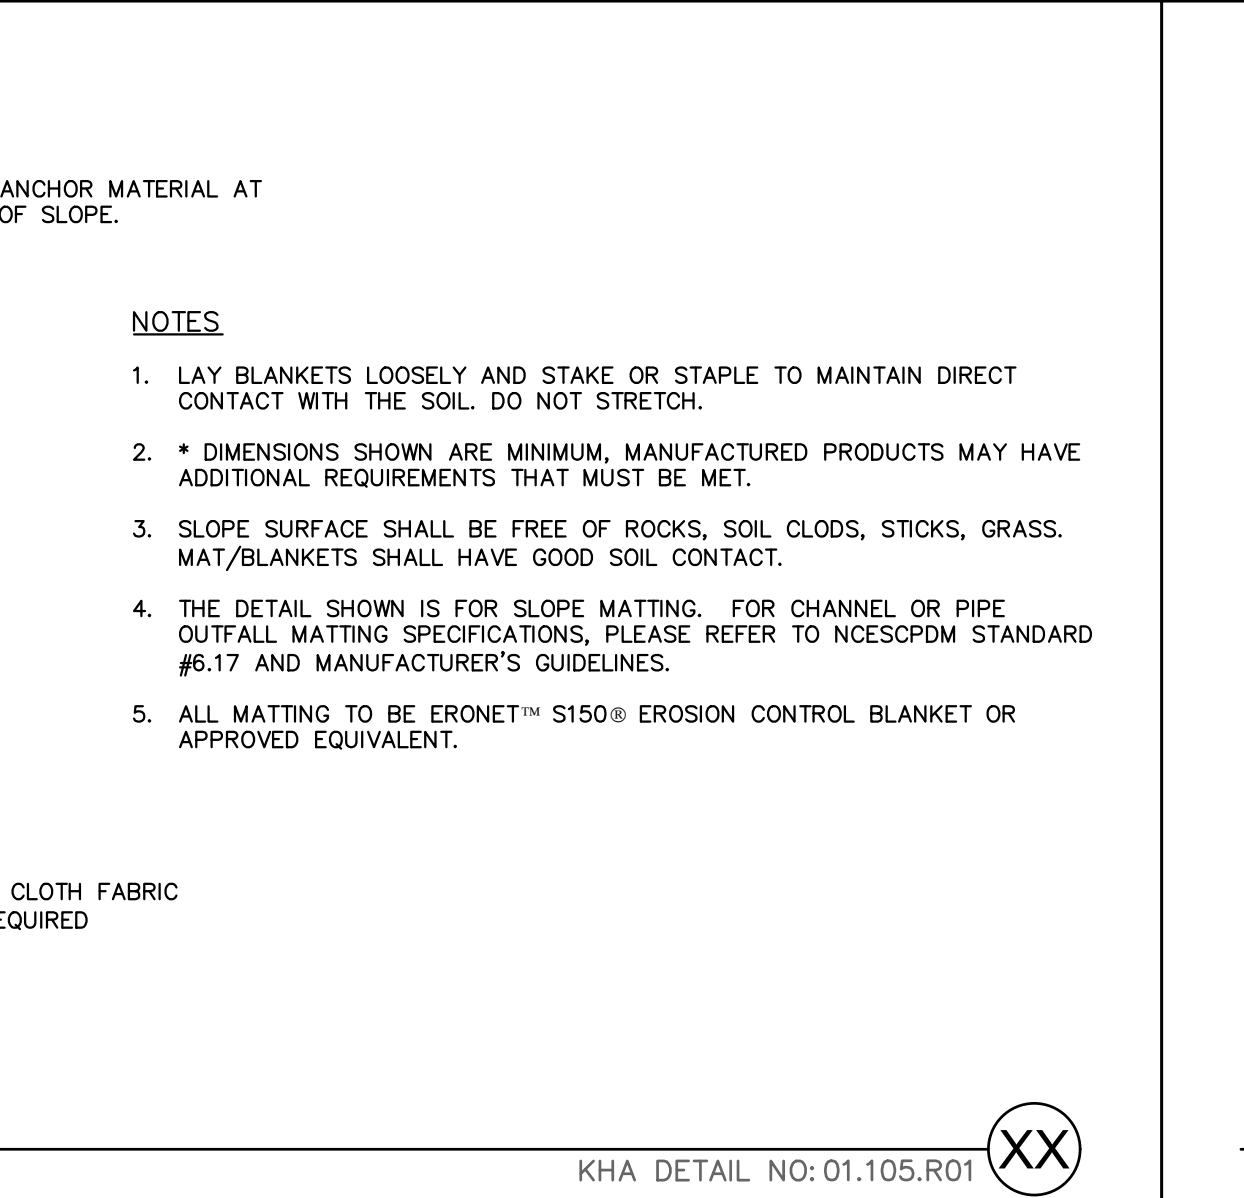 ANCHOR MATERIAL AT
OF SLOPE.
NOTES
1. LAY BLANKETS LOOSELY AND STAKE OR STAPLE TO MAINTAIN DIRECT
CONTACT WITH THE SOIL. DO NOT STRETCH.
2. * DIMENSIONS SHOWN ARE MINIMUM, MANUFACTURED PRODUCTS MAY HAVE
ADDITIONAL REQUIREMENTS THAT MUST BE MET.
3. SLOPE SURFACE SHALL BE FREE OF ROCKS, SOIL CLODS, STICKS, GRASS.
MAT/BLANKETS SHALL HAVE GOOD SOIL CONTACT.
4. THE DETAIL SHOWN IS FOR SLOPE MATTING. FOR CHANNEL OR PIPE
OUTFALL MATTING SPECIFICATIONS, PLEASE REFER TO NCESCPDM STANDARD
#6.17 AND MANUFACTURER'S GUIDELINES.
5. ALL MATTING TO BE ERONET™ S150® EROSION CONTROL BLANKET OR
APPROVED EQUIVALENT.
CLOTH FABRIC
EQUIRED
KHA DETAIL NO: 01.105.R01
XX